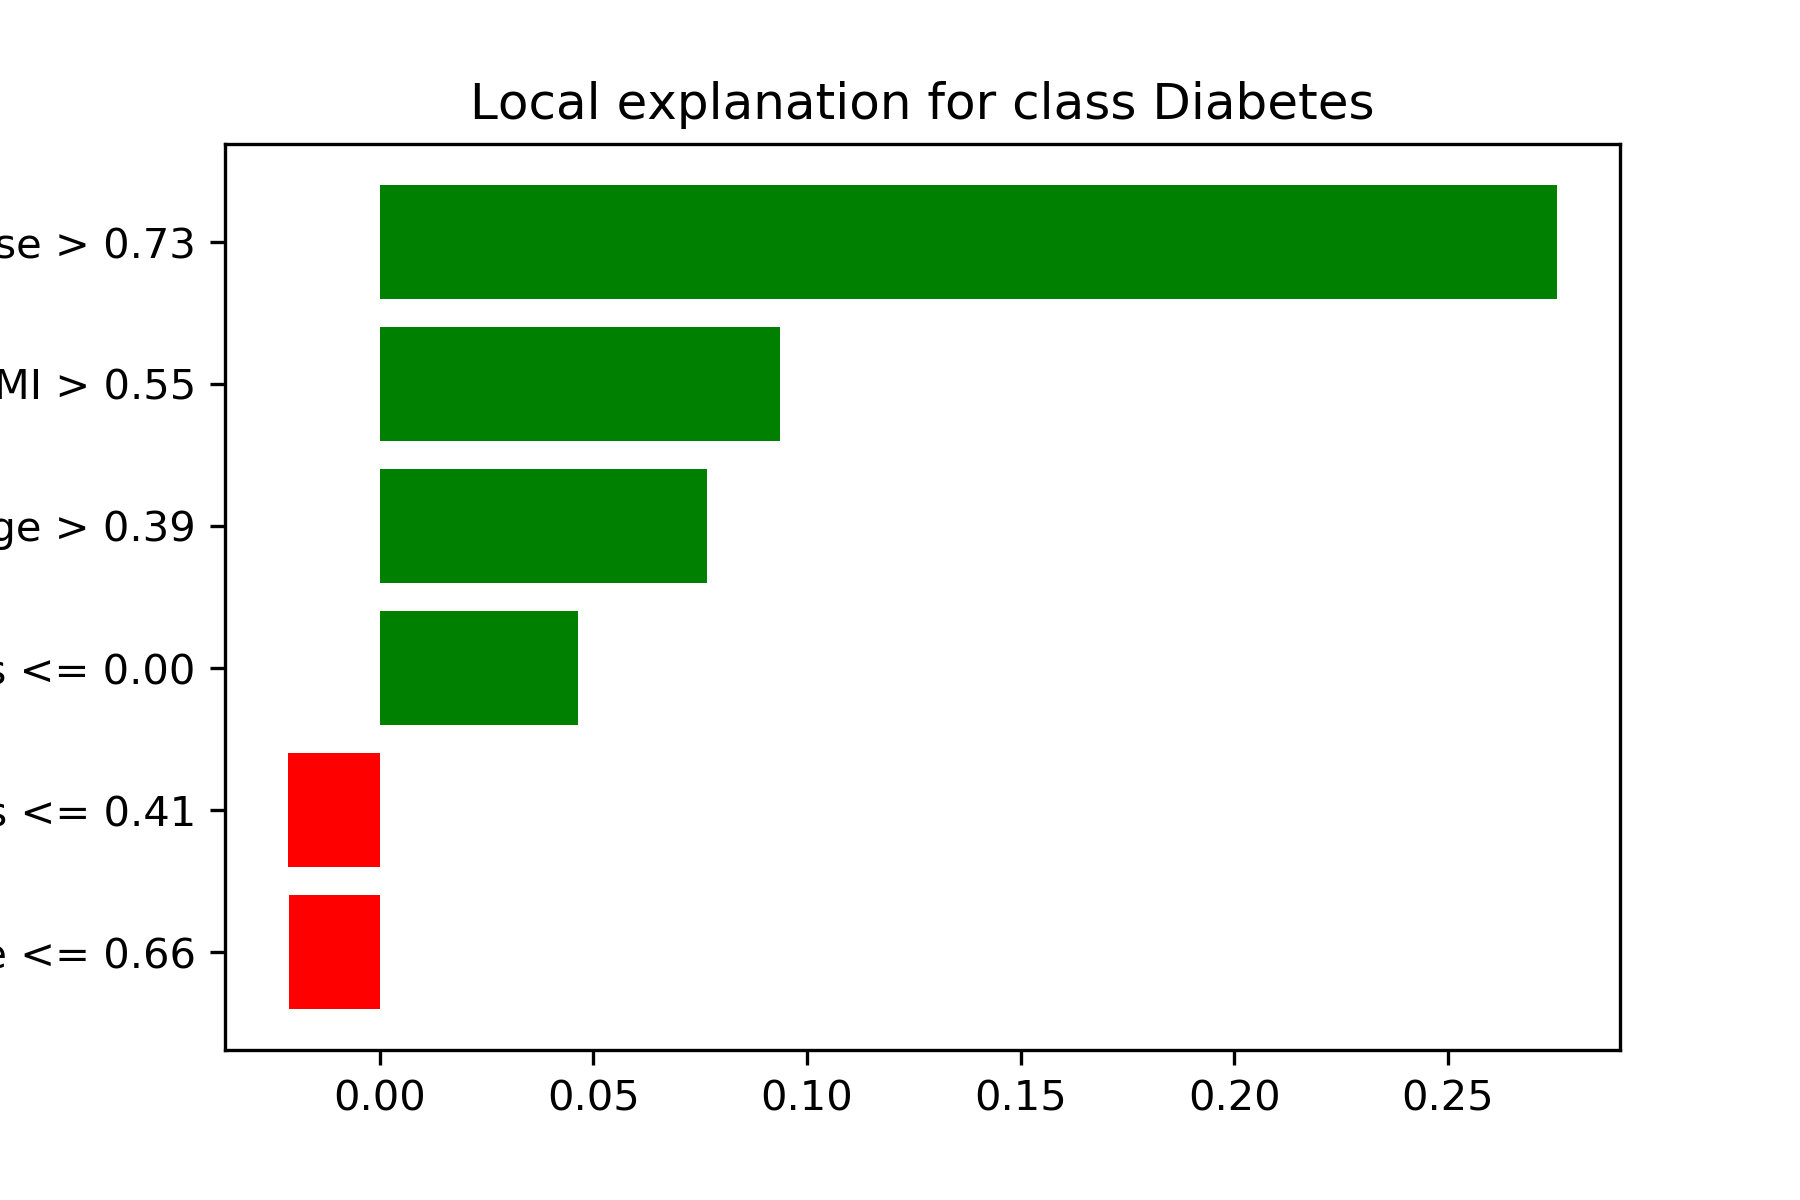 Local explanation for class Diabetes
se > 0.73
MI > 0.55
ge > 0.39
s <= 0.00
s <= 0.41
e <= 0.66
0.00 0.05 0.10 0.15 0.20 0.25